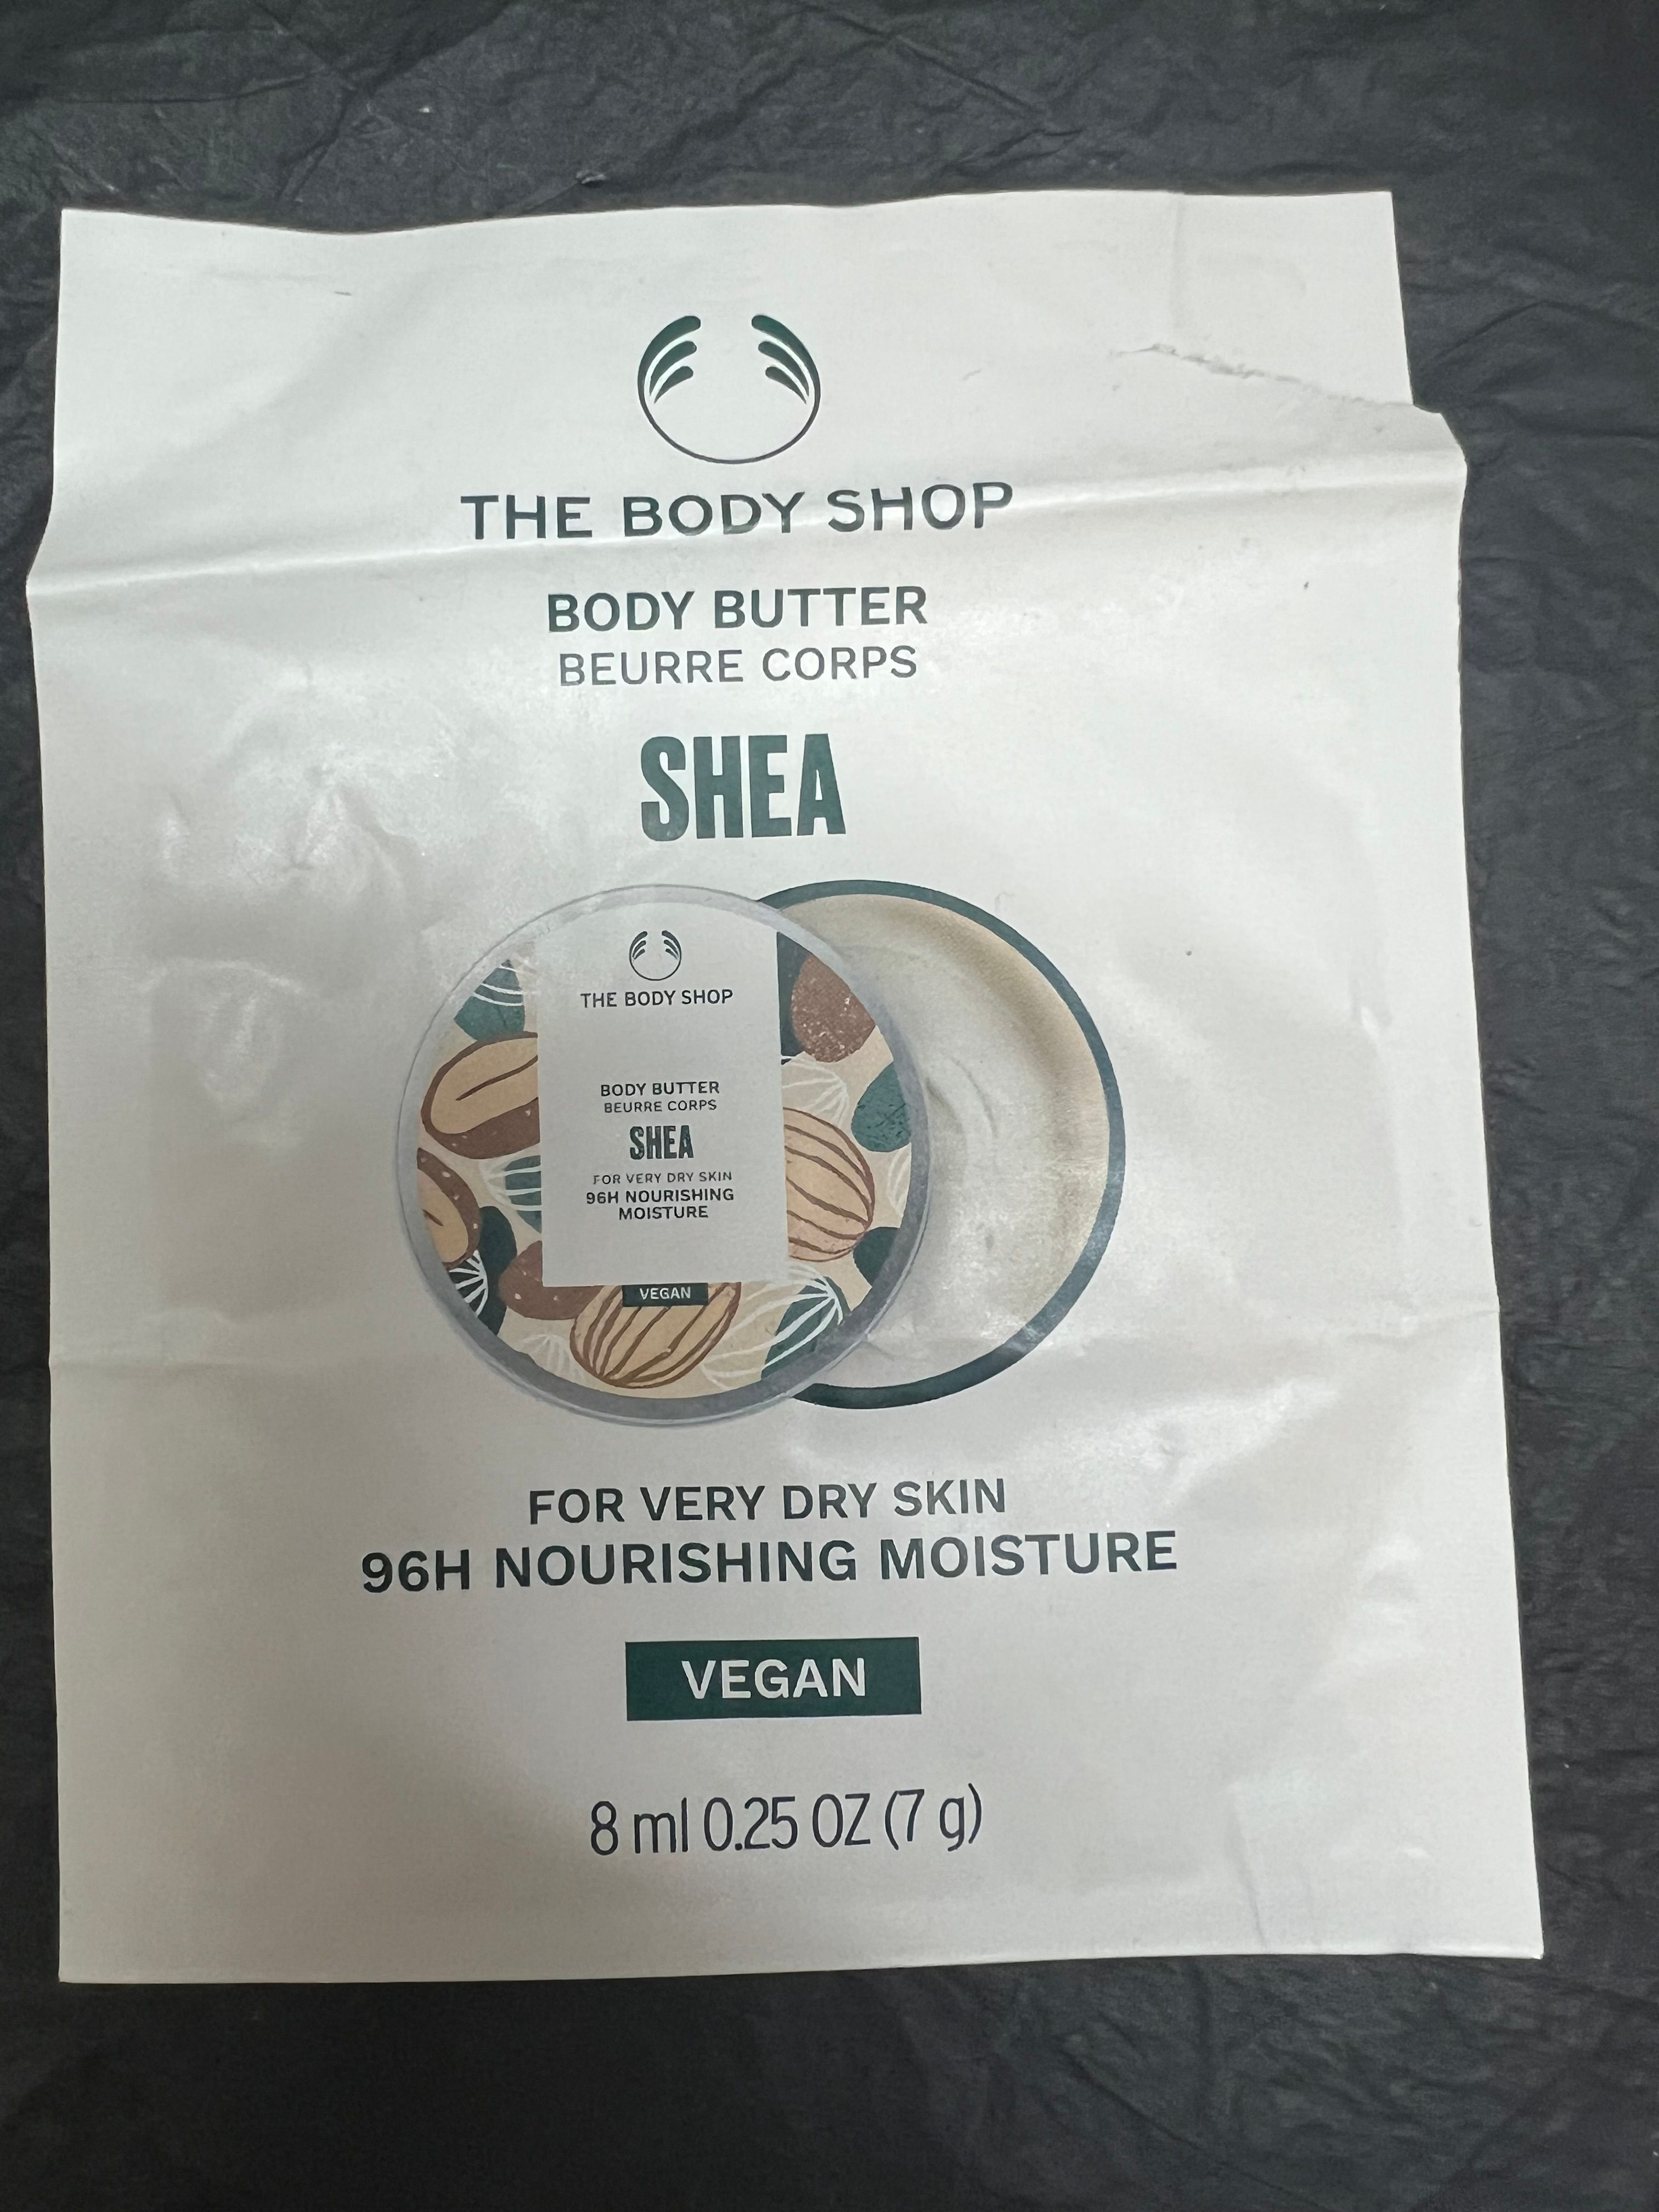 THE BODY SHOP
BODY BUTTER
BEURRE CORPS
SHEA
THE BODY SHOP
BODY BUTTER
BEURRE CORPS
SHEA
FOR VERY DRY SKIN
96H NOURISHING
MOISTURE
VEGAN
FOR VERY DRY SKIN
96H NOURISHING MOISTURE
VEGAN
8 ml 0.25 OZ (7 g)